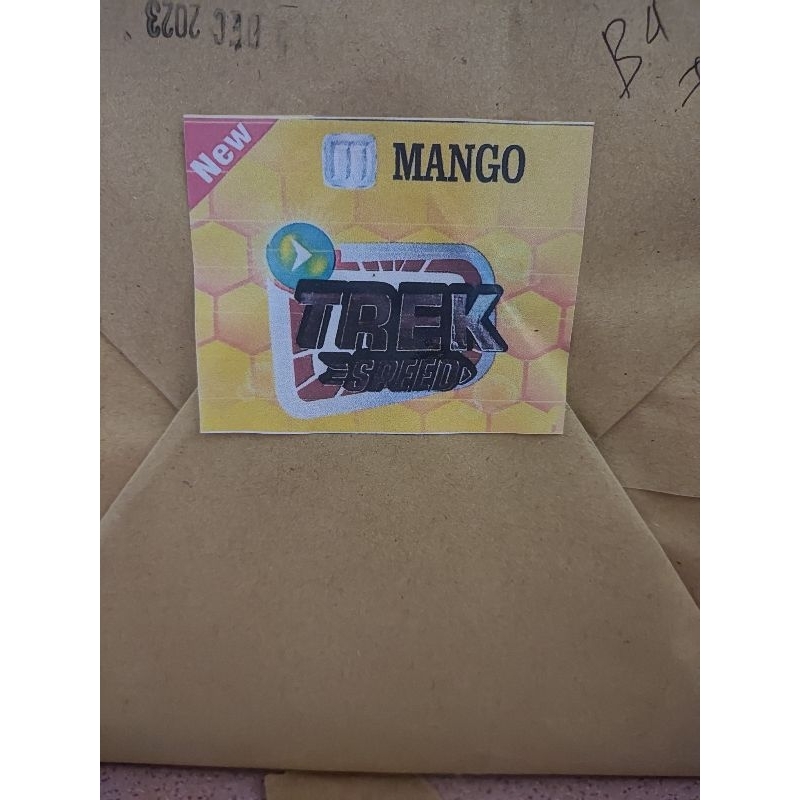 DEC 2023
New
m MANGO
TREK
SPEED